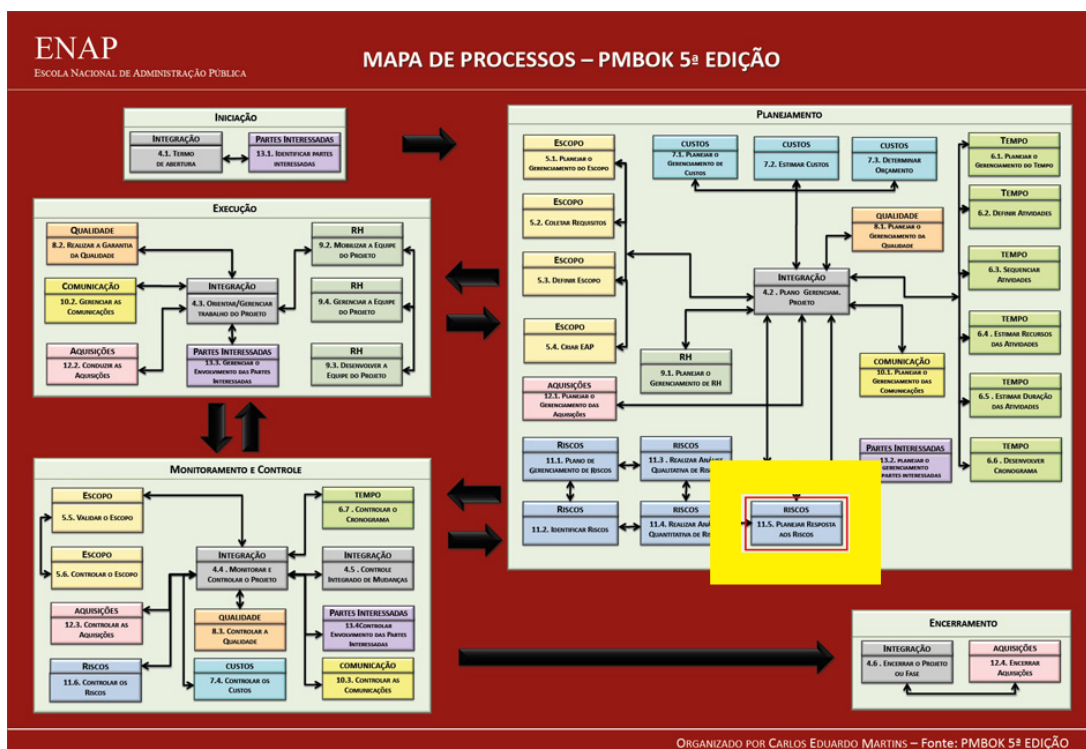 ENAP
ESCOLA NACIONAL DE ADMINISTRAÇÃO PÚBLICA
MAPA DE PROCESSOS – PMBOK 5ª EDIÇÃO
INICIAÇÃO
INTEGRAÇÃO
4.1. TERMO
DE ABERTURA
PARTES INTERESSADAS
13.1. IDENTIFICAR PARTES
INTERESSADAS
EXECUÇÃO
QUALIDADE
8.2. REALIZAR A GARANTIA
DA QUALIDADE
RH
9.2. MOBILIZAR A EQUIPE
DO PROJETO
COMUNICAÇÃO
10.2. GERENCIAR AS
COMUNICAÇÕES
INTEGRAÇÃO
4.3. ORIENTAR/GERENCIAR
TRABALHO DO PROJETO
RH
9.4. GERENCIAR A EQUIPE
DO PROJETO
AQUISIÇÕES
12.2. CONDUZIR AS
AQUISIÇÕES
PARTES INTERESSADAS
13.3. GERENCIAR O
ENVOLVIMENTO DAS PARTES
INTERESSADAS
RH
9.3. DESENVOLVER A
EQUIPE DO PROJETO
PLANEJAMENTO
ESCOPO
5.1. PLANEJAR O
GERENCIAMENTO DO ESCOPO
CUSTOS
7.1. PLANEJAR O
GERENCIAMENTO DE
CUSTOS
CUSTOS
7.2. ESTIMAR CUSTOS
CUSTOS
7.3. DETERMINAR
ORÇAMENTO
TEMPO
6.1. PLANEJAR O
GERENCIAMENTO DO TEMPO
ESCOPO
5.2. COLETAR REQUISITOS
QUALIDADE
8.1. PLANEJAR O
GERENCIAMENTO DA
QUALIDADE
TEMPO
6.2. DEFINIR ATIVIDADES
ESCOPO
5.3. DEFINIR ESCOPO
INTEGRAÇÃO
4.2 . PLANO GERENCIAM.
PROJETO
TEMPO
6.3. SEQUENCIAR
ATIVIDADES
ESCOPO
5.4. CRIAR EAP
RH
9.1. PLANEJAR O
GERENCIAMENTO DE RH
COMUNICAÇÃO
10.1. PLANEJAR O
GERENCIAMENTO DAS
COMUNICAÇÕES
TEMPO
6.4 . ESTIMAR RECURSOS
DAS ATIVIDADES
AQUISIÇÕES
12.1. PLANEJAR O
GERENCIAMENTO DAS
AQUISIÇÕES
TEMPO
6.5 . ESTIMAR DURAÇÃO
DAS ATIVIDADES
RISCOS
11.1. PLANO DE
GERENCIAMENTO DE RISCOS
RISCOS
11.3 . REALIZAR
QUALITATIVA DE
PARTES INTERESSADAS
13.2. PLANEJAR O
GERENCIAMENTO
PARTES INTERESSADAS
TEMPO
6.6 . DESENVOLVER
CRONOGRAMA
RISCOS
11.2. IDENTIFICAR RISCOS
RISCOS
11.4. REALIZAR
QUANTITATIVA DE
RISCOS
11.5. PLANEJAR RESPOSTA
AOS RISCOS
MONITORAMENTO E CONTROLE
ESCOPO
5.5. VALIDAR O ESCOPO
TEMPO
6.7 . CONTROLAR O
CRONOGRAMA
ESCOPO
5.6. CONTROLAR O ESCOPO
INTEGRAÇÃO
4.4 . MONITORAR E
CONTROLAR O PROJETO
INTEGRAÇÃO
4.5 . CONTROLE
INTEGRADO DE MUDANÇAS
AQUISIÇÕES
12.3. CONTROLAR AS
AQUISIÇÕES
QUALIDADE
8.3. CONTROLAR A
QUALIDADE
PARTES INTERESSADAS
13.4CONTROLAR
ENVOLVIMENTO DAS PARTES
INTERESSADAS
RISCOS
11.6. CONTROLAR OS
RISCOS
CUSTOS
7.4. CONTROLAR OS
CUSTOS
COMUNICAÇÃO
10.3. CONTROLAR AS
COMUNICAÇÕES
ENCERRAMENTO
INTEGRAÇÃO
4.6 . ENCERRAR O PROJETO
OU FASE
AQUISIÇÕES
12.4. ENCERRAR
AQUISIÇÕES
ORGANIZADO POR CARLOS EDUARDO MARTINS – Fonte: PMBOK 5ª EDIÇÃO